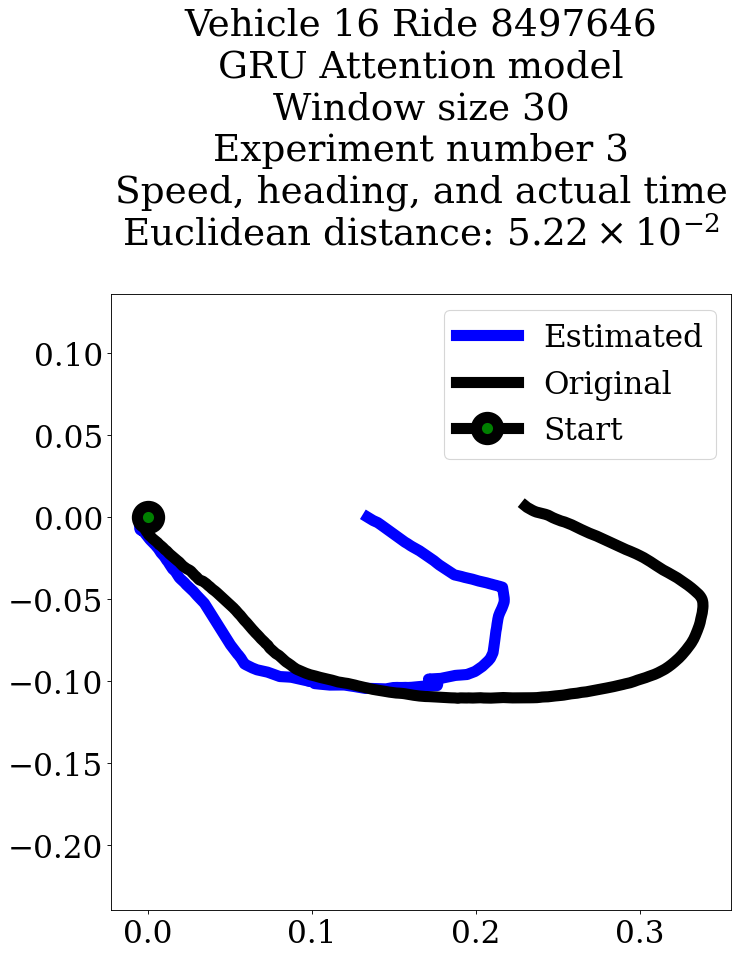 Vehicle 16 Ride 8497646
GRU Attention model
Window size 30
Experiment number 3
Speed, heading, and actual time
Euclidean distance: 5.22 × 10⁻²
Estimated
Original
Start
0.10
0.05
0.00
−0.05
−0.10
−0.15
−0.20
0.0 0.1 0.2 0.3